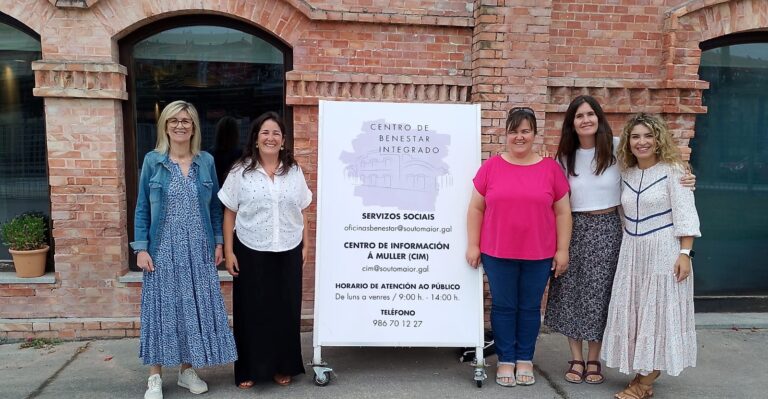 CENTRO DE
BENESTAR
INTEGRADO
SERVIZOS SOCIAIS
oficinasbenestar@soutomaior.gal
CENTRO DE INFORMACIÓN
Á MULLER (CIM)
cim@soutomaior.gal
HORARIO DE ATENCIÓN AO PÚBLICO
De luns a venres / 9:00 h. - 14:00 h.
TELÉFONO
986 70 12 27